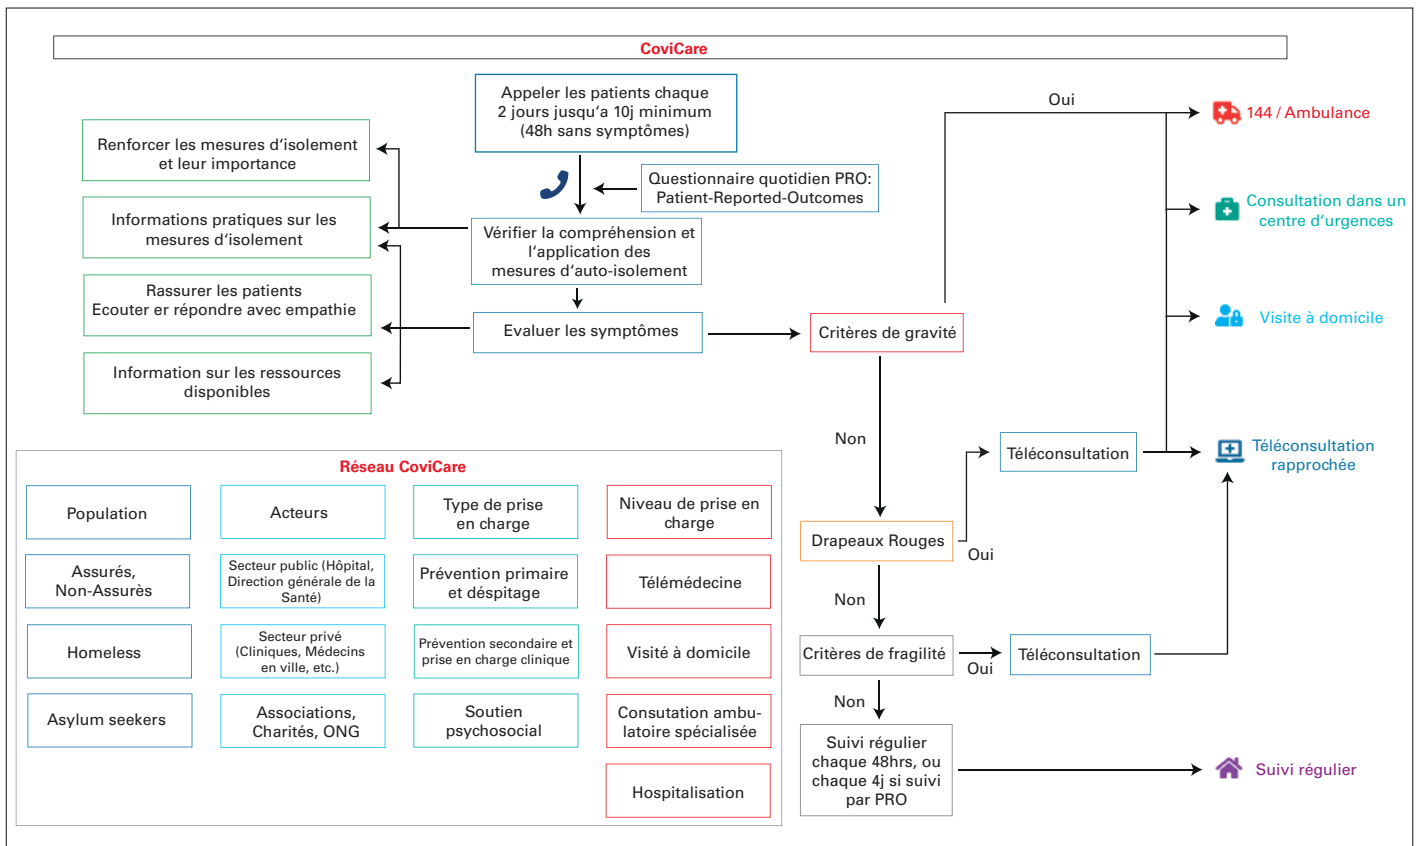 CoviCare
Appeler les patients chaque
2 jours jusqu‘a 10j minimum
(48h sans symptômes)
Questionnaire quotidien PRO:
Patient-Reported-Outcomes
Vérifier la compréhension et
l‘application des
mesures d‘auto-isolement
Evaluer les symptômes
Renforcer les mesures d‘isolement
et leur importance
Informations pratiques sur les
mesures d‘isolement
Rassurer les patients
Ecouter er répondre avec empathie
Information sur les ressources
disponibles
Critères de gravité
Oui
144 / Ambulance
Consultation dans un
centre d‘urgences
Visite à domicile
Téléconsultation
rapprochée
Non
Drapeaux Rouges
Oui
Téléconsultation
Non
Critères de fragilité
Oui
Téléconsultation
Non
Suivi régulier
chaque 48hrs, ou
chaque 4j si suivi
par PRO
Suivi régulier
Réseau CoviCare
Population
Acteurs
Type de prise
en charge
Niveau de prise en
charge
Assurés,
Non-Assurès
Secteur public (Hôpital,
Direction générale de la
Santé)
Prévention primaire
et déspitage
Télémédecine
Homeless
Secteur privé
(Cliniques, Médecins
en ville, etc.)
Prévention secondaire et
prise en charge clinique
Visité à domicile
Asylum seekers
Associations,
Charités, ONG
Soutien
psychosocial
Consutation ambu-
latoire spécialisée
Hospitalisation